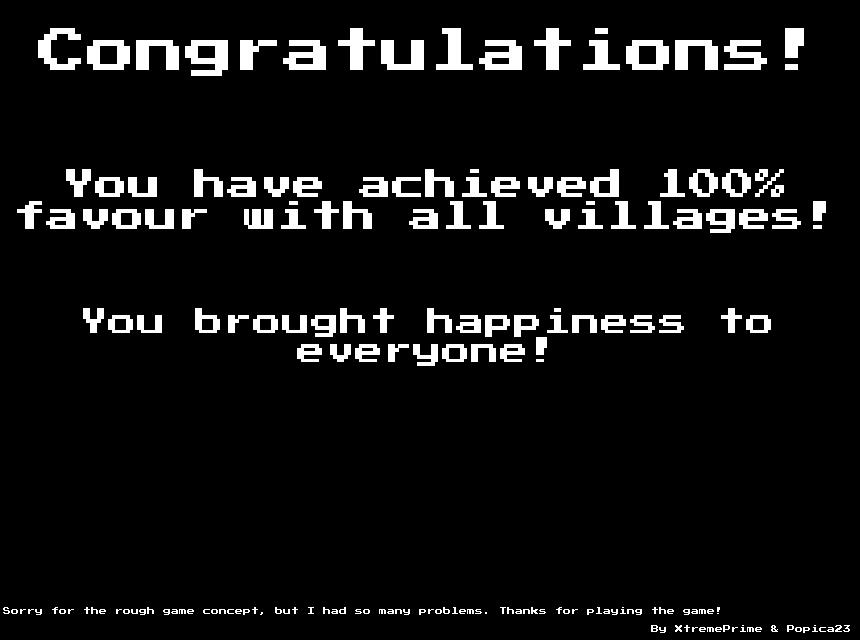 Congratulations!
You have achieved 100%
favour with all villages!
You brought happiness to
everyone!
Sorry for the rough game concept, but I had so many problems. Thanks for playing the game!
By XtremePrime & Popica23